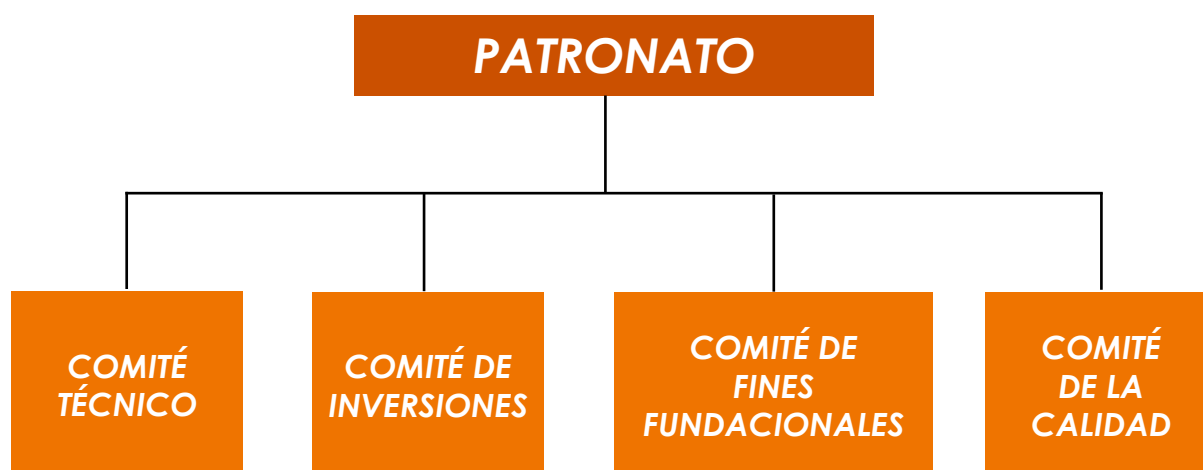 PATRONATO
COMITÉ
TÉCNICO
COMITÉ DE
INVERSIONES
COMITÉ DE
FINES
FUNDACIONALES
COMITÉ
DE LA
CALIDAD